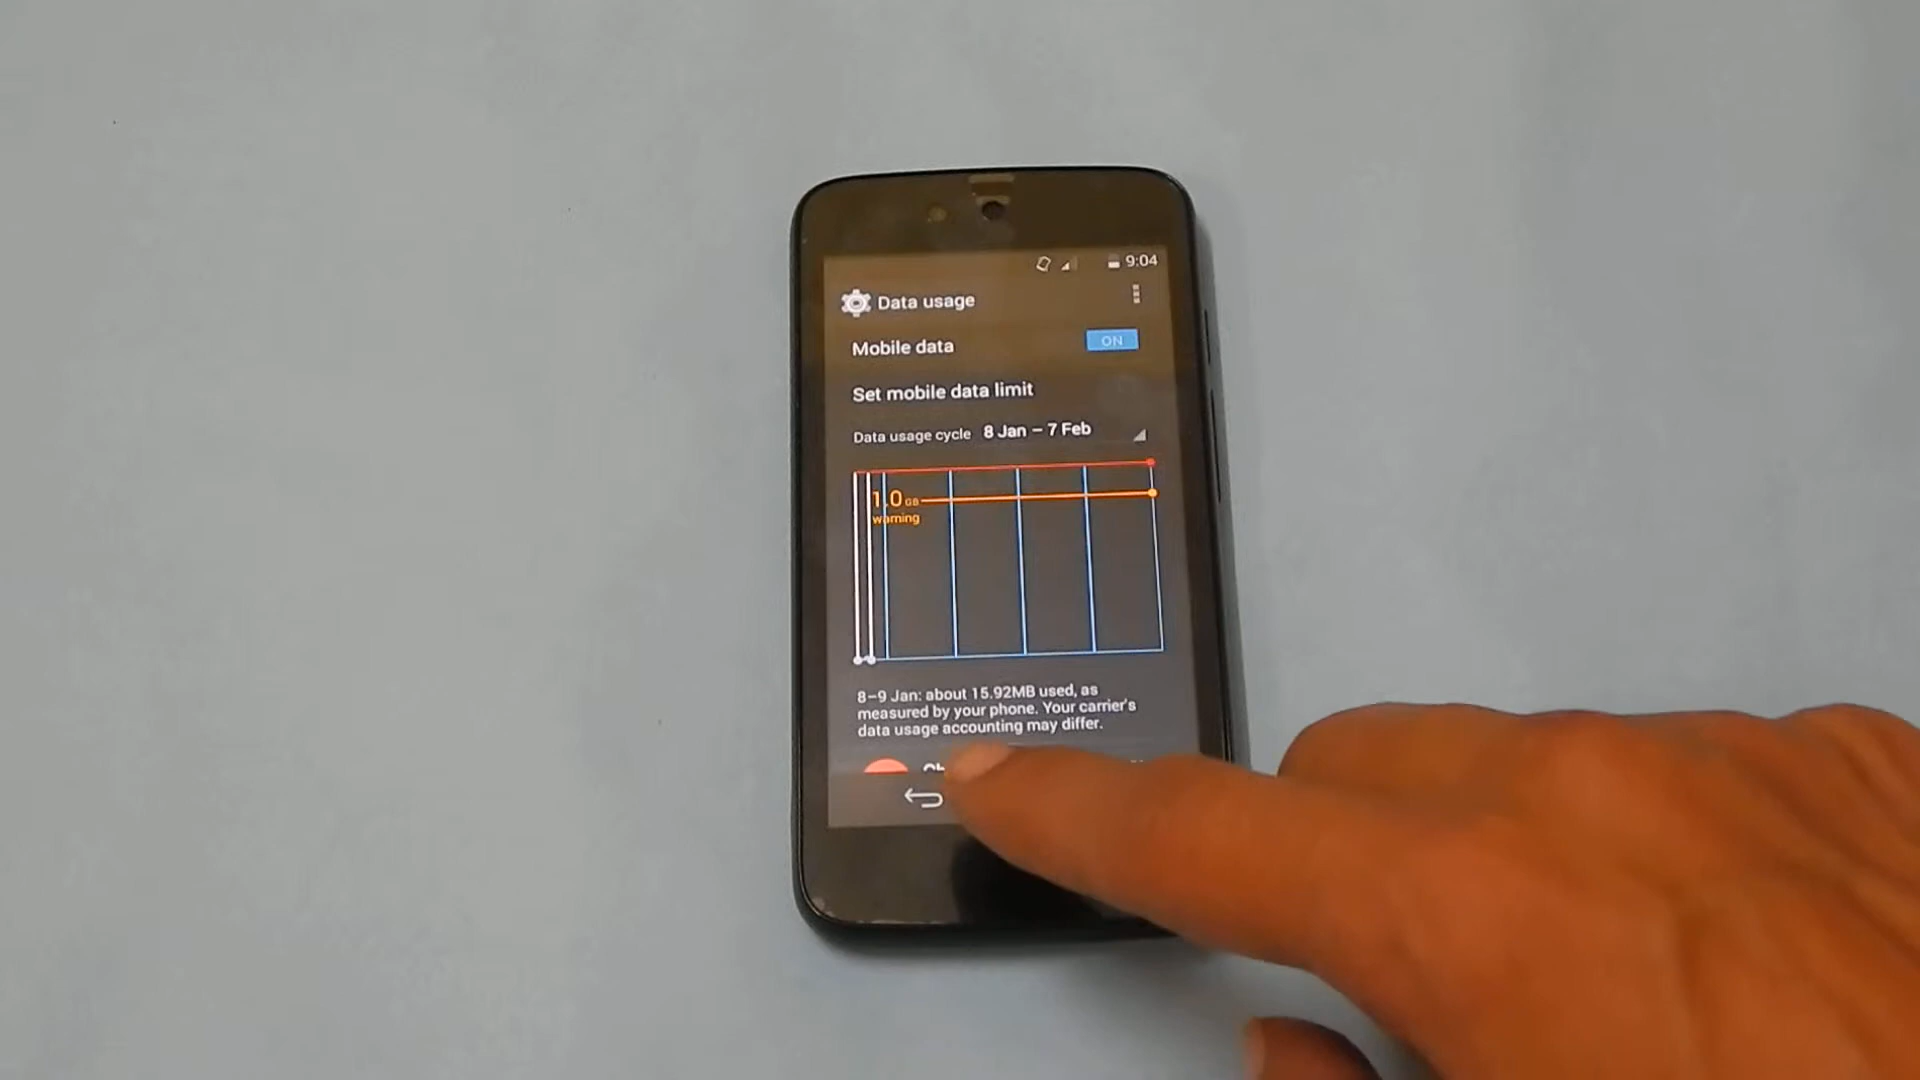 9:04
Data usage
Mobile data
ON
Set mobile data limit
Data usage cycle 8 Jan – 7 Feb
1.0 GB
warning
8–9 Jan: about 15.92MB used, as
measured by your phone. Your carrier's
data usage accounting may differ.